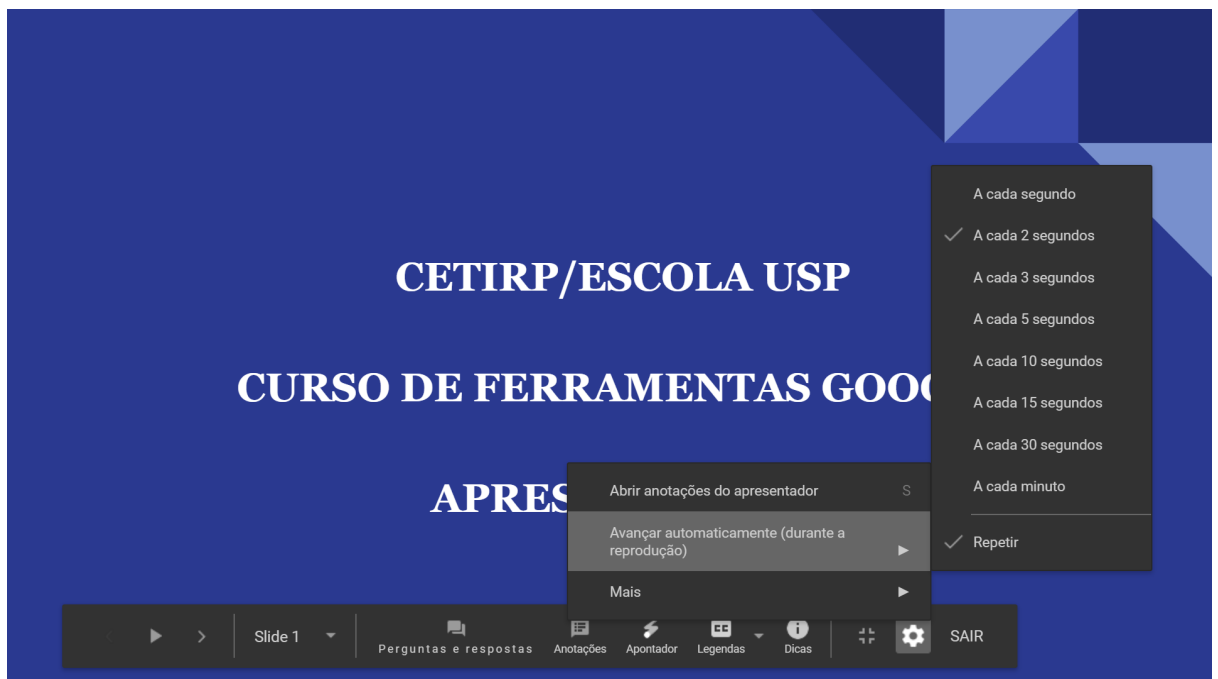 CETIRP/ESCOLA USP
CURSO DE FERRAMENTAS
A cada segundo
A cada 2 segundos
A cada 3 segundos
A cada 5 segundos
A cada 10 segundos
A cada 15 segundos
A cada 30 segundos
A cada minuto
Repetir
Abrir anotações do apresentador S
Avançar automaticamente (durante a
reprodução)
Mais
Slide 1
Perguntas e respostas
Anotações
Apontador
Legendas
Dicas
SAIR